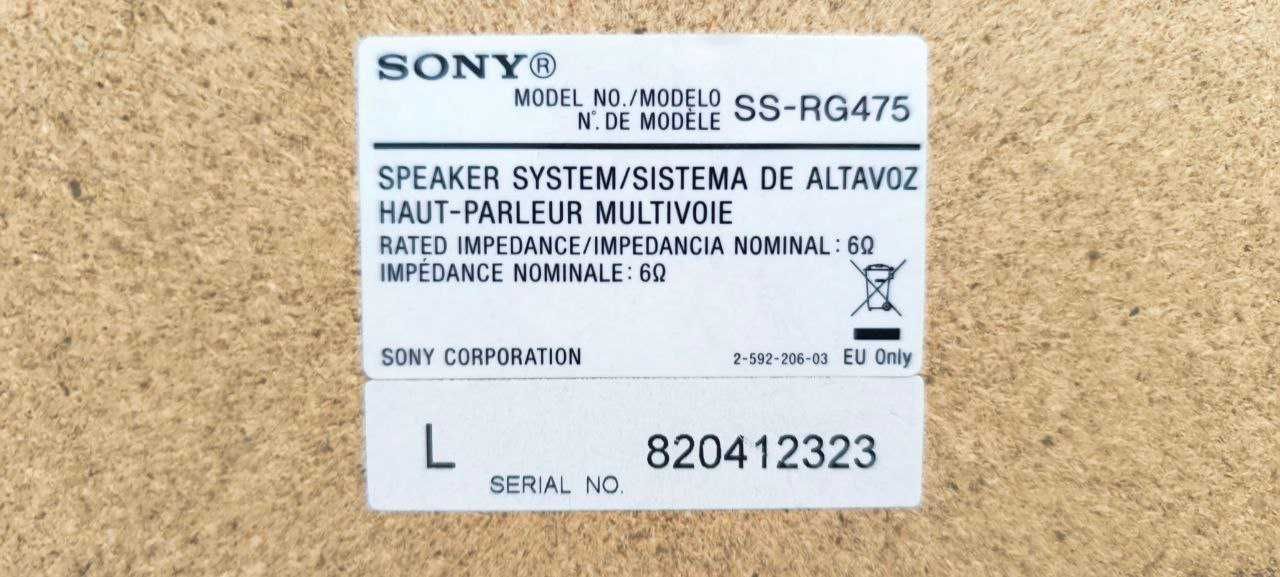 SONY®
MODEL NO./MODELO
N°. DE MODÈLE
SS-RG475
SPEAKER SYSTEM/SISTEMA DE ALTAVOZ
HAUT-PARLEUR MULTIVOIE
RATED IMPEDANCE/IMPEDANCIA NOMINAL: 6Ω
IMPÉDANCE NOMINALE: 6Ω
SONY CORPORATION 2-592-206-03 EU Only
L 820412323
SERIAL NO.